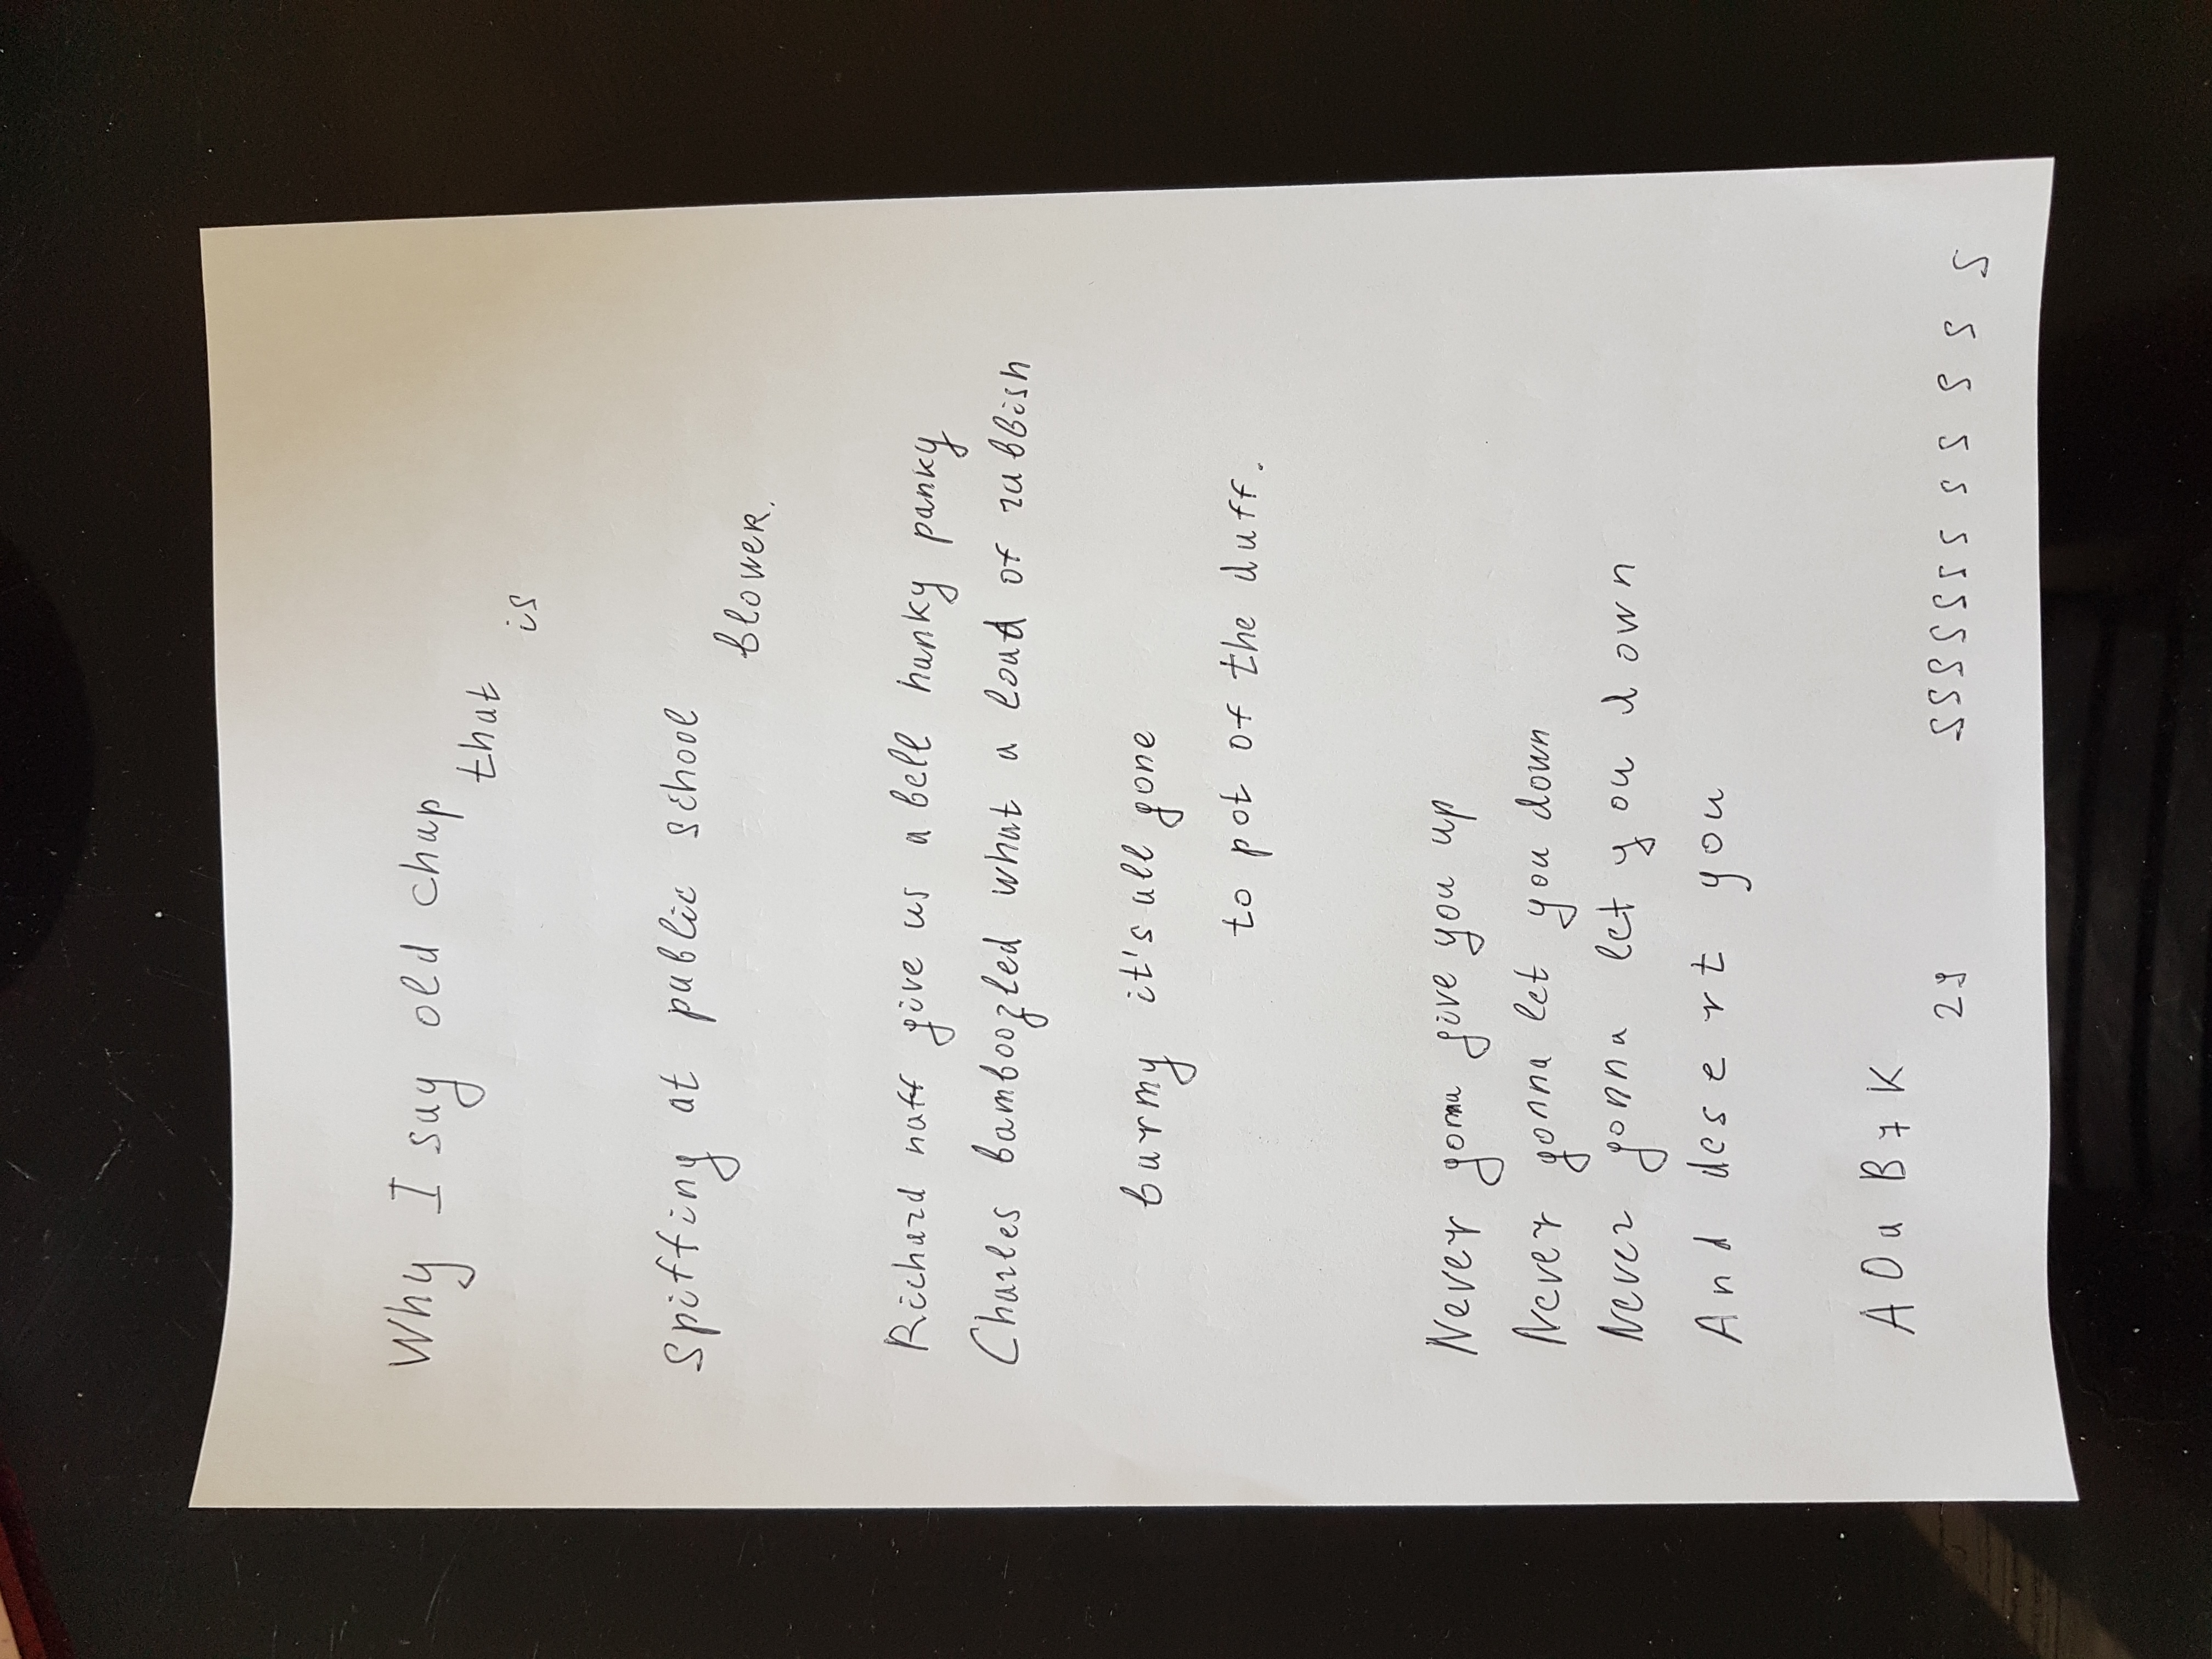 Why I say old chap that is
spiffing at public school
blower.
Richard naff give us a bell hanky panky
Charles bamboozled what a load of rubbish
barmy it's all gone
to pot of the duff.
Never gonna give you up
Never gonna let you down
Never gonna let you down
And desert you
A O a B 7 K
29 SSSSSSSSSSSS